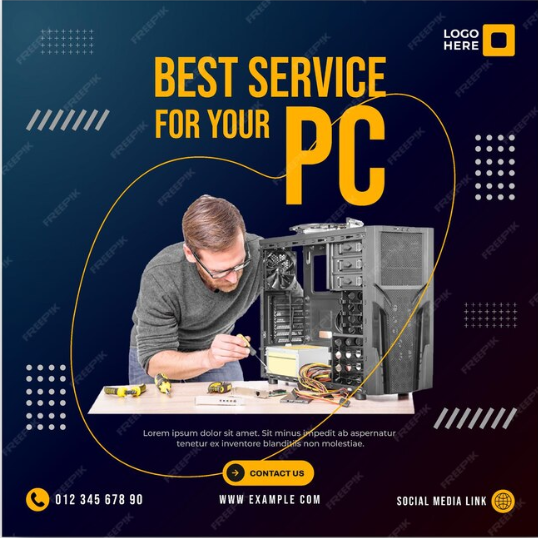 LOGO
HERE
BEST SERVICE
FOR YOUR
PC
Lorem ipsum dolor sit amet. Sit minus impedit ab aspernatur
tenetur ex inventore blanditiis non molestiae.
CONTACT US
012 345 678 90
WWW EXAMPLE COM
SOCIAL MEDIA LINK
FREEPIK